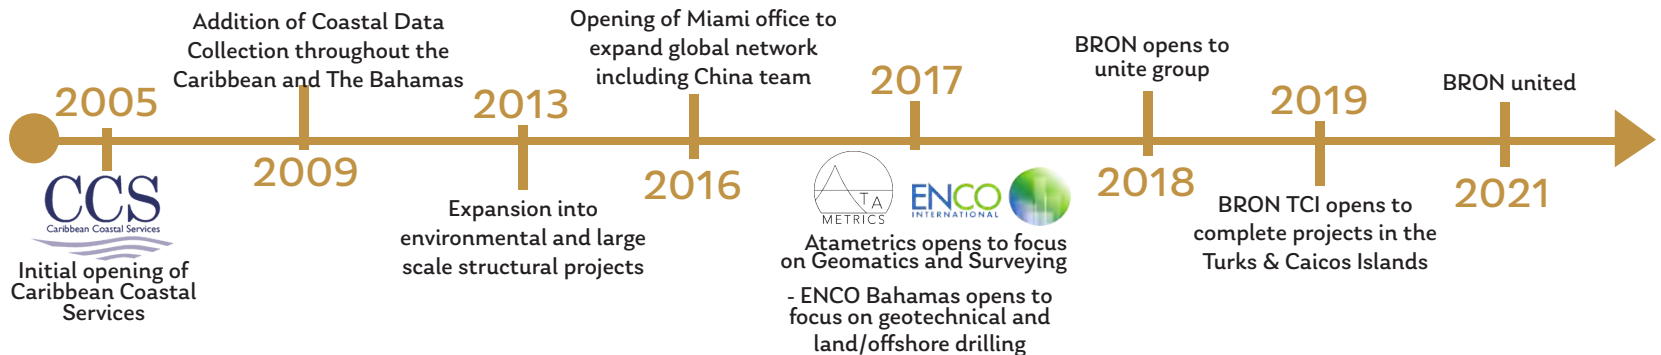 2005
CCS
Caribbean Coastal Services
Initial opening of
Caribbean Coastal
Services
Addition of Coastal Data
Collection throughout the
Caribbean and The Bahamas
2009
2013
Expansion into
environmental and large
scale structural projects
Opening of Miami office to
expand global network
including China team
2016
2017
ATA
METRICS
ENCO
INTERNATIONAL
Atametrics opens to focus
on Geomatics and Surveying
- ENCO Bahamas opens to
focus on geotechnical and
land/offshore drilling
BRON opens to
unite group
2018
2019
BRON TCI opens to
complete projects in the
Turks & Caicos Islands
BRON united
2021